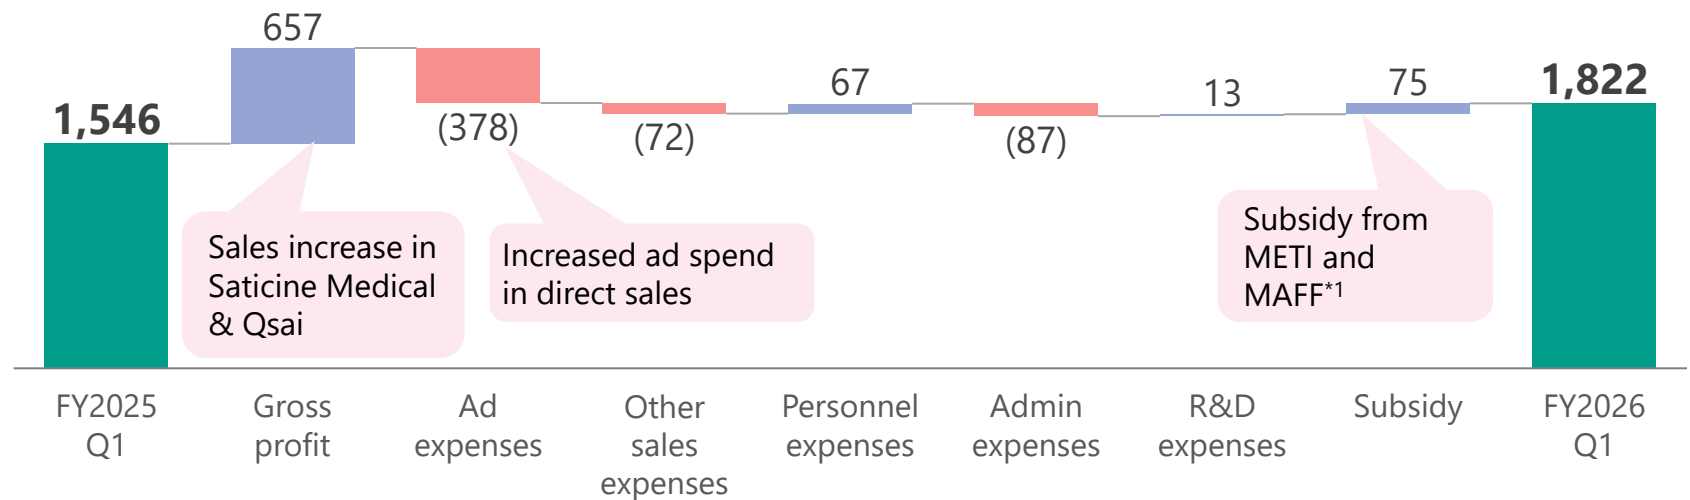 657
67
75
1,822
1,546
13
(378)
(72)
(87)
Sales increase in
Saticine Medical
& Qsai
Increased ad spend
in direct sales
Subsidy from
METI and
MAFF*1
FY2025
Q1
Gross
profit
Ad
expenses
Other
sales
expenses
Personnel
expenses
Admin
expenses
R&D
expenses
Subsidy
FY2026
Q1